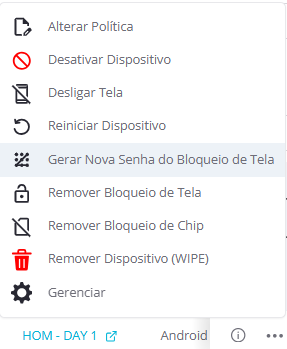 Alterar Política
Desativar Dispositivo
Desligar Tela
Reiniciar Dispositivo
Gerar Nova Senha do Bloqueio de Tela
Remover Bloqueio de Tela
Remover Bloqueio de Chip
Remover Dispositivo (WIPE)
Gerenciar
HOM - DAY 1 Android